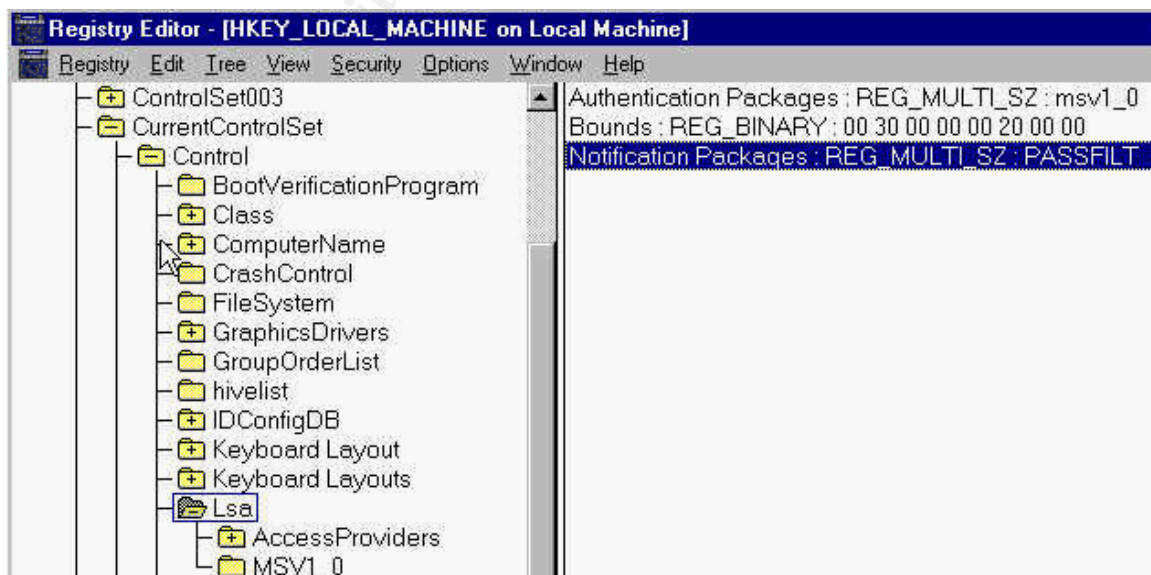 Registry Editor - [HKEY_LOCAL_MACHINE on Local Machine]
Registry Edit Tree View Security Options Window Help
ControlSet003
CurrentControlSet
Control
BootVerificationProgram
Class
ComputerName
CrashControl
FileSystem
GraphicsDrivers
GroupOrderList
hivelist
IDConfigDB
Keyboard Layout
Keyboard Layouts
Lsa
AccessProviders
MSV1_0
Authentication Packages : REG_MULTI_SZ : msv1_0
Bounds : REG_BINARY : 00 30 00 00 00 20 00 00
Notification Packages : REG_MULTI_SZ : PASSFILT